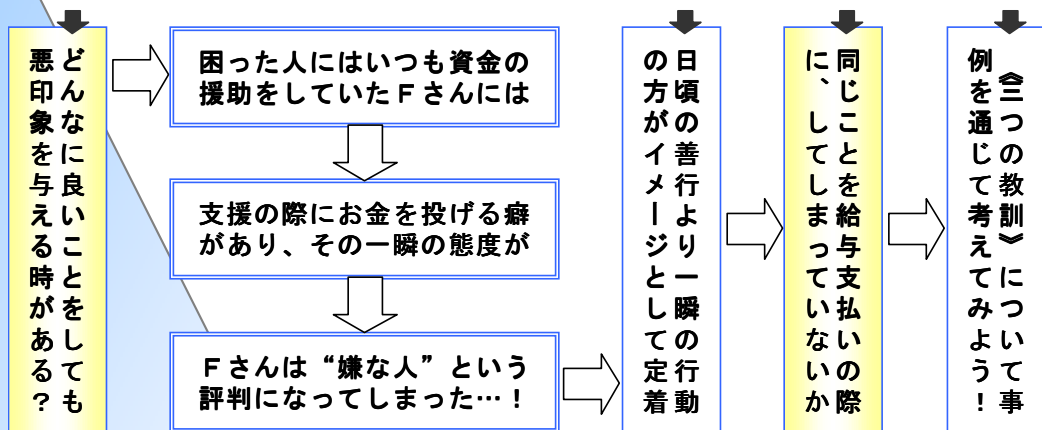 どんなに良いことをしても
悪印象を与える時がある？
困った人にはいつも資金の
援助をしていたＦさんには
支援の際にお金を投げる癖
があり、その一瞬の態度が
Ｆさんは“嫌な人”という
評判になってしまった…！
日頃の善行より一瞬の行動
の方がイメージとして定着
同じことを給与支払いの際
に、してしまっていないか
《三つの教訓》について事
例を通じて考えてみよう！